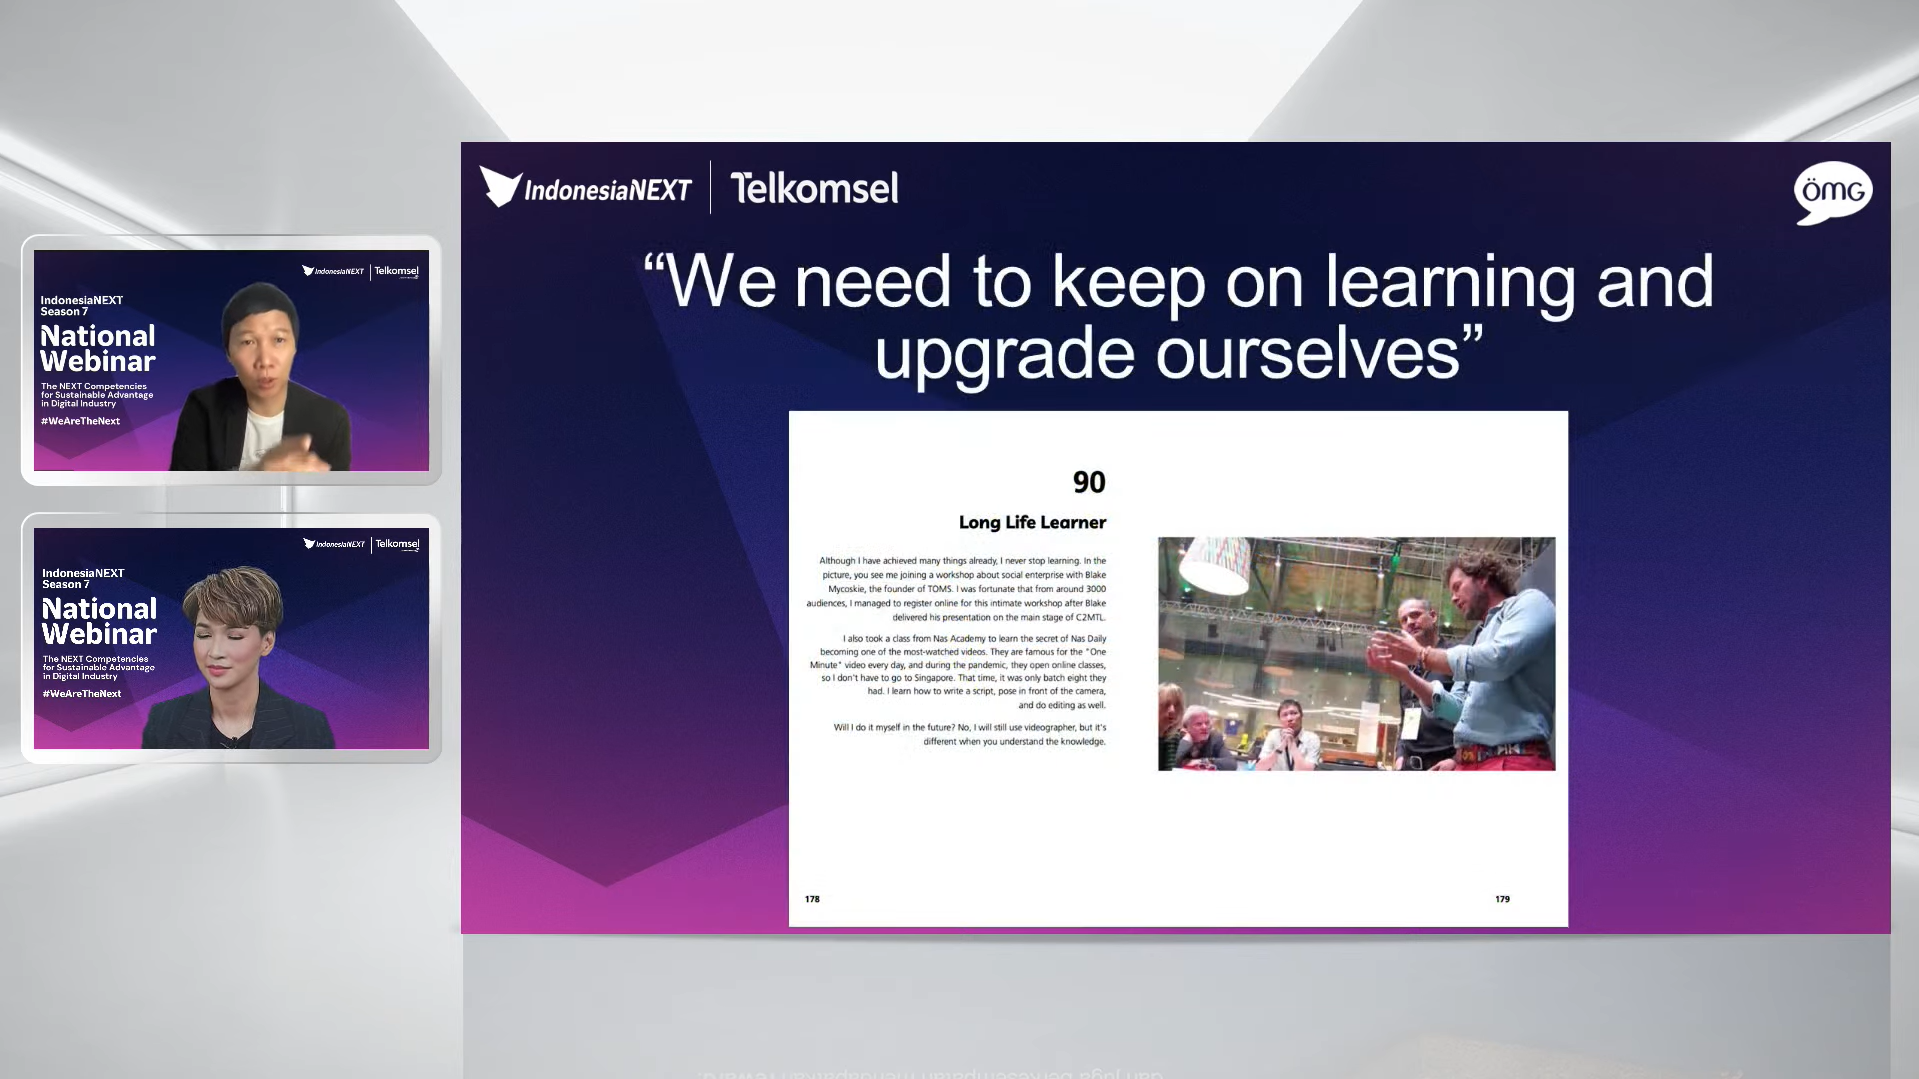 IndonesiaNEXT Telkomsel
IndonesiaNEXT
Season 7
National
Webinar
The NEXT Competencies
for Sustainable Advantage
in Digital Industry
#WeAreTheNext
IndonesiaNEXT Telkomsel
IndonesiaNEXT
Season 7
National
Webinar
The NEXT Competencies
for Sustainable Advantage
in Digital Industry
#WeAreTheNext
IndonesiaNEXT Telkomsel
ÖMG
“We need to keep on learning and
upgrade ourselves”
90
Long Life Learner
Although I have achieved many things already, I never stop learning. In the
picture, you see me joining a workshop about social enterprise with Blake
Mycoskie, the founder of TOMS. I was fortunate that from around 3000
audiences, I managed to register online for this intimate workshop after Blake
delivered his presentation on the main stage of C2MTL.
I also took a class from Nas Academy to learn the secret of Nas Daily
becoming one of the most-watched videos. They are famous for the "One
Minute" video every day, and during the pandemic, they open online classes,
so I don't have to go to Singapore. That time, it was only batch eight they
had. I learn how to write a script, pose in front of the camera,
and do editing as well.
Will I do it myself in the future? No, I will still use videographer, but it's
different when you understand the knowledge.
178
179